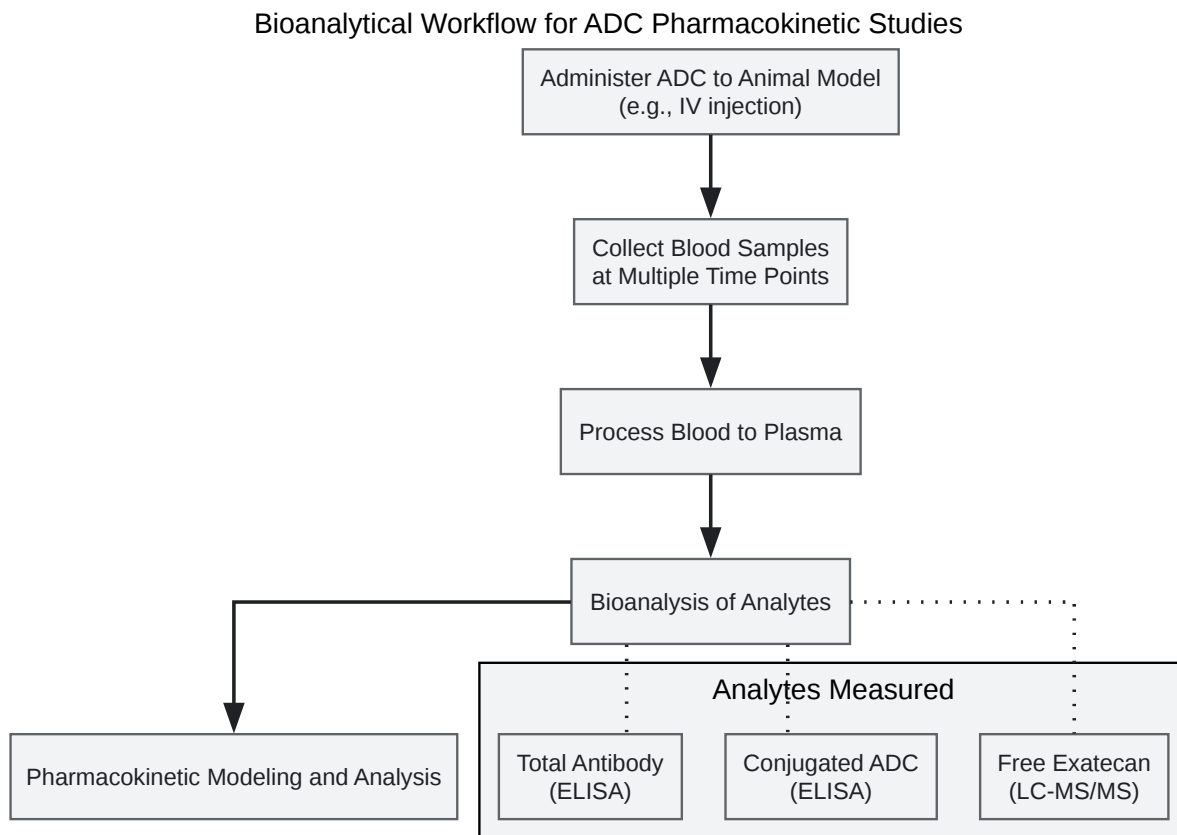 Bioanalytical Workflow for ADC Pharmacokinetic Studies
Administer ADC to Animal Model
(e.g., IV injection)
Collect Blood Samples
at Multiple Time Points
Process Blood to Plasma
Bioanalysis of Analytes
Analytes Measured
Pharmacokinetic Modeling and Analysis
Total Antibody
(ELISA)
Conjugated ADC
(ELISA)
Free Exatecan
(LC-MS/MS)